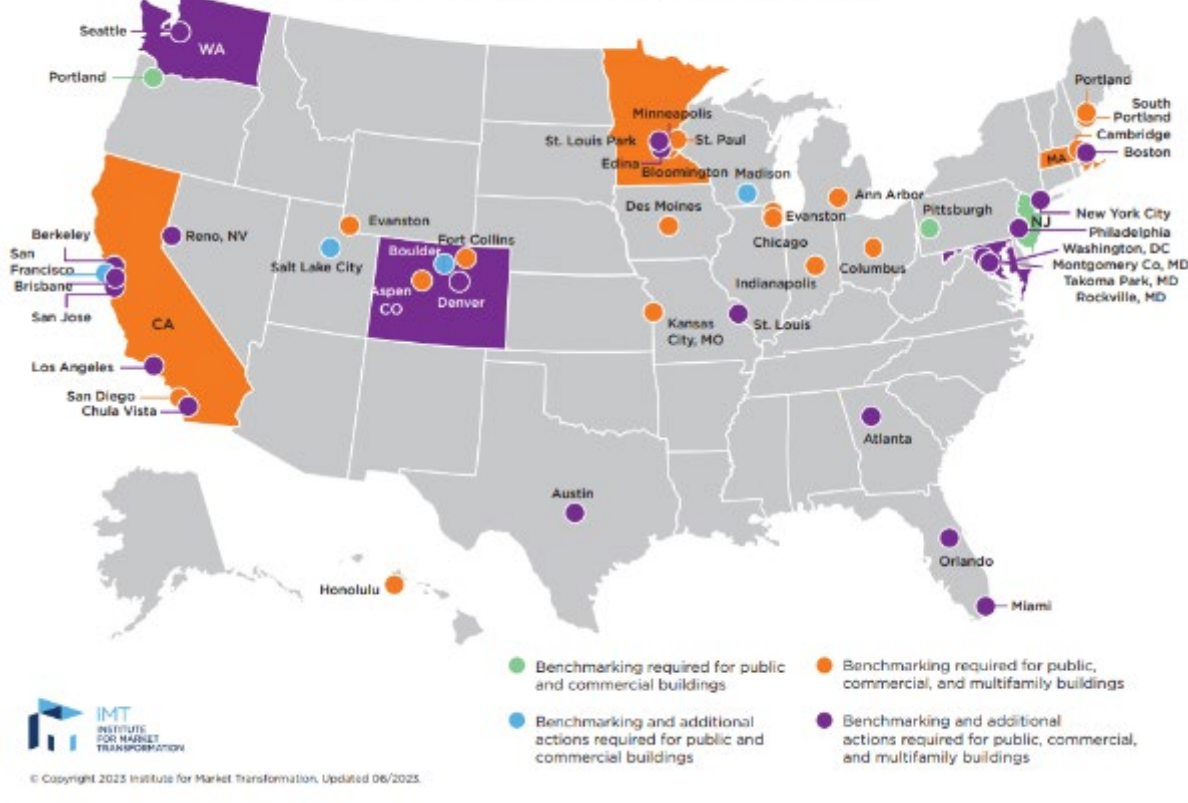 Seattle
WA
Portland
Minneapolis
St. Louis Park
St. Paul
Edina
Bloomington
Madison
Portland
South
Portland
Cambridge
MA
Boston
Des Moines
Ann Arbor
Evanston
Chicago
Pittsburgh
NJ
New York City
Philadelphia
Washington, DC
Montgomery Co, MD
Takoma Park, MD
Rockville, MD
Indianapolis
Columbus
Berkeley
San
Francisco
Brisbane
San Jose
Reno, NV
Evanston
Salt Lake City
Boulder
Fort Collins
Aspen
CO
Denver
CA
Kansas
City, MO
St. Louis
Los Angeles
San Diego
Chula Vista
Atlanta
Austin
Orlando
Honolulu
Miami
Benchmarking required for public
and commercial buildings
Benchmarking required for public,
commercial, and multifamily buildings
Benchmarking and additional
actions required for public and
commercial buildings
Benchmarking and additional
actions required for public, commercial,
and multifamily buildings
IMT
INSTITUTE
FOR MARKET
TRANSFORMATION
© Copyright 2023 Institute for Market Transformation. Updated 06/2023.